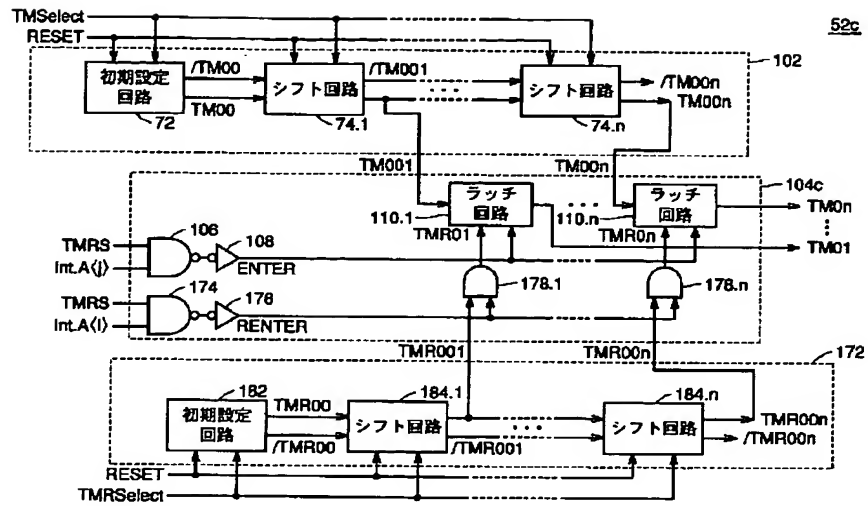 TMSelect
RESET
52c
102
初期設定
回路
72
/TM00
TM00
シフト回路
74.1
/TM001
...
シフト回路
74.n
/TM00n
TM00n
TM001
TM00n
104c
ラッチ
回路
110.1
...
ラッチ
回路
110.n
TM0n
⋮
TM01
TMR01
TMR0n
106
108
TMRS
Int.A⟨j⟩
ENTER
174
176
TMRS
Int.A⟨l⟩
RENTER
178.1
178.n
TMR001
TMR00n
172
182
初期設定
回路
TMR00
/TMR00
184.1
シフト回路
/TMR001
...
184.n
シフト回路
TMR00n
/TMR00n
RESET
TMRSelect